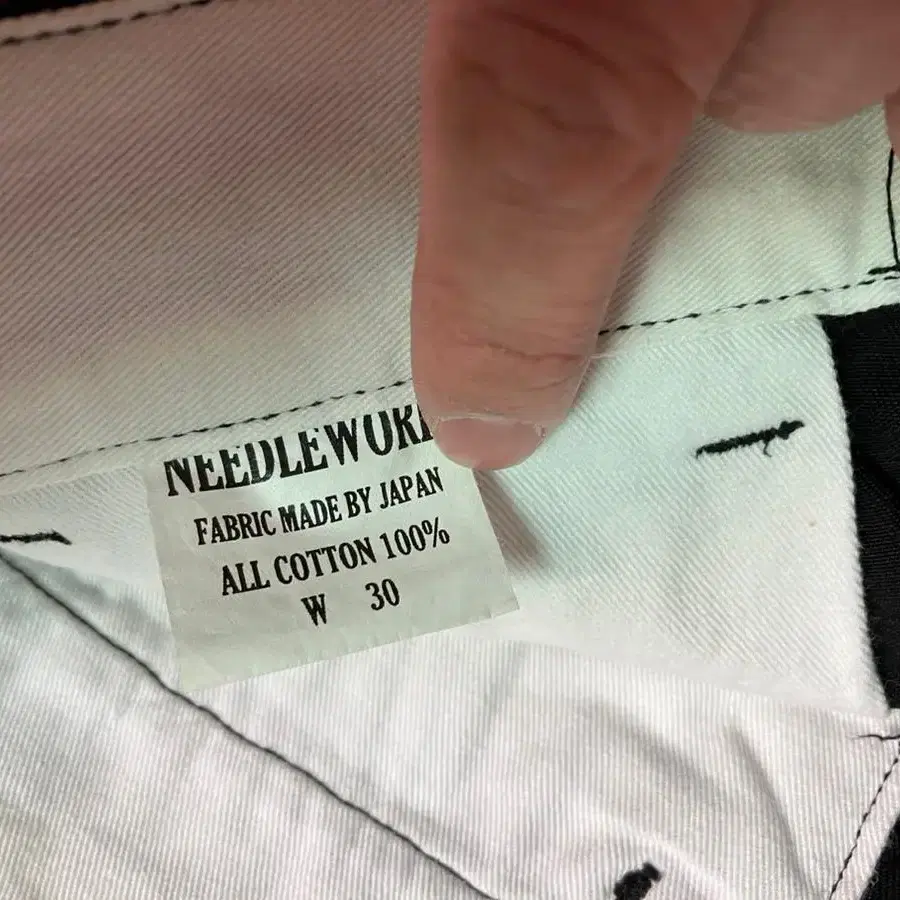 NEEDLEWORK
FABRIC MADE BY JAPAN
ALL COTTON 100%
W 30